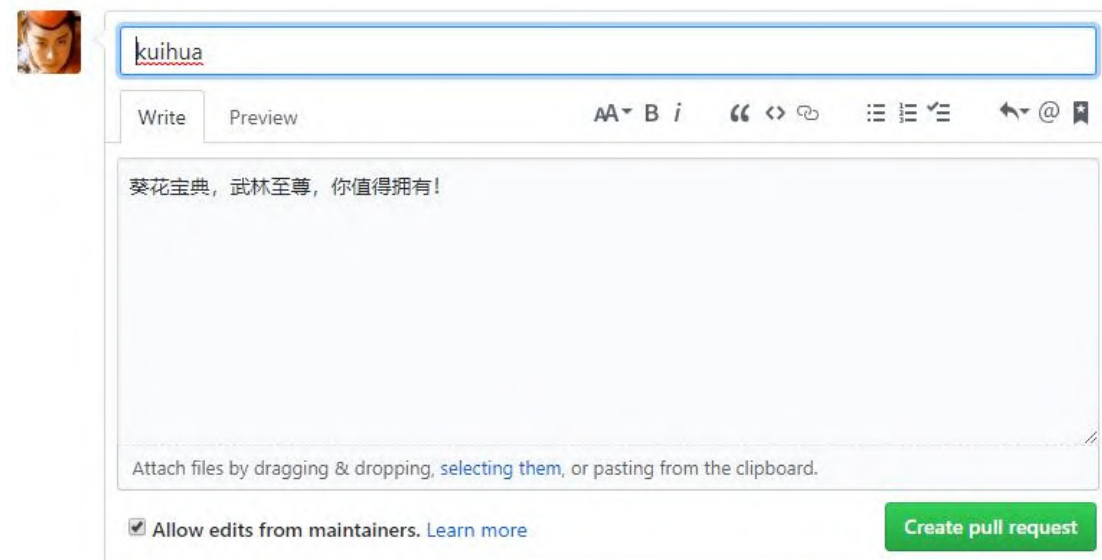 kuihua
Write Preview AA B i
葵花宝典，武林至尊，你值得拥有！
Attach files by dragging & dropping, selecting them, or pasting from the clipboard.
Allow edits from maintainers. Learn more
Create pull request